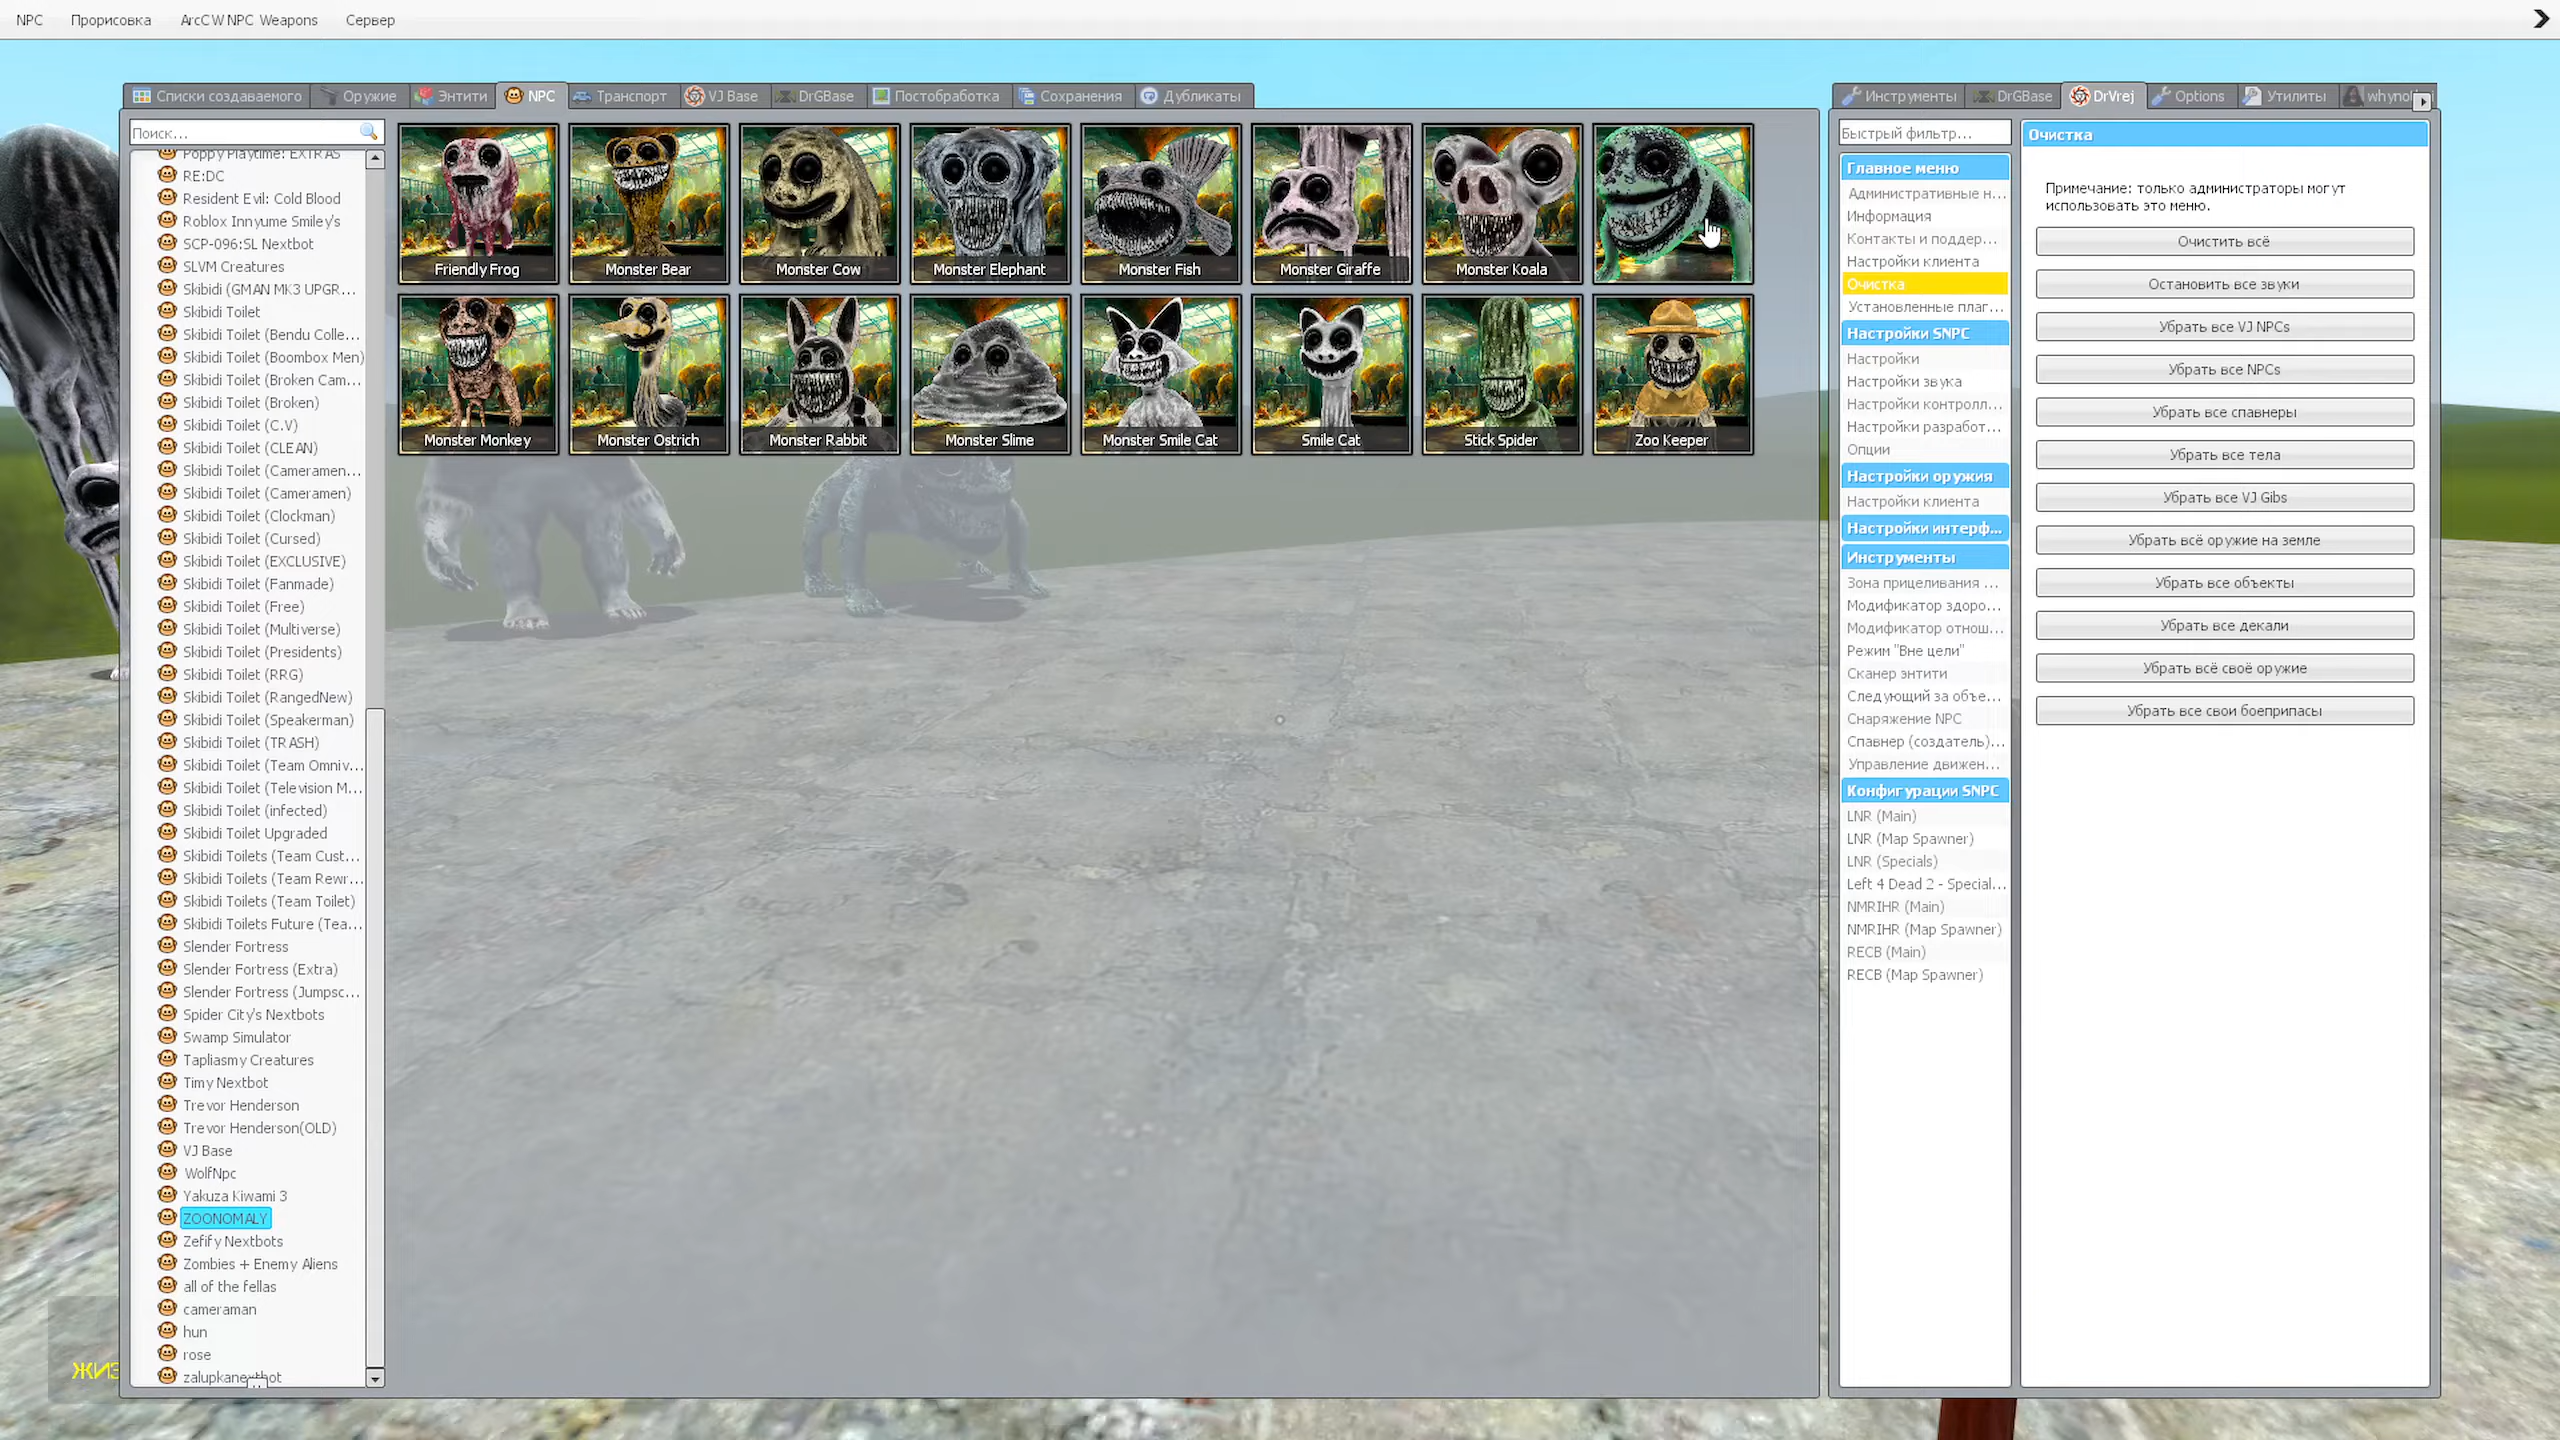 NPC
Прорисовка
ArcCW NPC Weapons
Сервер
Списки создаваемого
Оружие
Энтити
NPC
Транспорт
VJ Base
DrGBase
Постобработка
Сохранения
Дубликаты
Поиск...
Poppy Playtime: EXTRAS
RE:DC
Resident Evil: Cold Blood
Roblox Innyume Smiley's
SCP-096:SL Nextbot
SLVM Creatures
Skibidi (GMAN MK3 UPGR...
Skibidi Toilet
Skibidi Toilet (Bendu Colle...
Skibidi Toilet (Boombox Men)
Skibidi Toilet (Broken Cam...
Skibidi Toilet (Broken)
Skibidi Toilet (C.V)
Skibidi Toilet (CLEAN)
Skibidi Toilet (Cameramen...
Skibidi Toilet (Cameramen)
Skibidi Toilet (Clockman)
Skibidi Toilet (Cursed)
Skibidi Toilet (EXCLUSIVE)
Skibidi Toilet (Fanmade)
Skibidi Toilet (Free)
Skibidi Toilet (Multiverse)
Skibidi Toilet (Presidents)
Skibidi Toilet (RRG)
Skibidi Toilet (RangedNew)
Skibidi Toilet (Speakerman)
Skibidi Toilet (TRASH)
Skibidi Toilet (Team Omniv...
Skibidi Toilet (Television M...
Skibidi Toilet (infected)
Skibidi Toilet Upgraded
Skibidi Toilets (Team Cust...
Skibidi Toilets (Team Rewr...
Skibidi Toilets (Team Toilet)
Skibidi Toilets Future (Tea...
Slender Fortress
Slender Fortress (Extra)
Slender Fortress (Jumpsc...
Spider City's Nextbots
Swamp Simulator
Tapliasmy Creatures
Timy Nextbot
Trevor Henderson
Trevor Henderson(OLD)
VJ Base
WolfNpc
Yakuza Kiwami 3
ZOONOMALY
Zefify Nextbots
Zombies + Enemy Aliens
all of the fellas
cameraman
hun
rose
zalupkanextbot
Friendly Frog
Monster Bear
Monster Cow
Monster Elephant
Monster Fish
Monster Giraffe
Monster Koala
Monster Monkey
Monster Ostrich
Monster Rabbit
Monster Slime
Monster Smile Cat
Smile Cat
Stick Spider
Zoo Keeper
Инструменты
DrGBase
DrVrej
Options
Утилиты
Быстрый фильтр...
Главное меню
Административные н...
Информация
Контакты и поддер...
Настройки клиента
Очистка
Установленные плаг...
Настройки SNPC
Настройки
Настройки звука
Настройки контролл...
Настройки разработ...
Опции
Настройки оружия
Настройки клиента
Настройки интерф...
Инструменты
Зона прицеливания ...
Модификатор здоро...
Модификатор отнош...
Режим "Вне цели"
Сканер энтити
Следующий за объе...
Снаряжение NPC
Спавнер (создатель)...
Управление движен...
Конфигурации SNPC
LNR (Main)
LNR (Map Spawner)
LNR (Specials)
Left 4 Dead 2 - Special...
NMRIHR (Main)
NMRIHR (Map Spawner)
RECB (Main)
RECB (Map Spawner)
Очистка
Примечание: только администраторы могут
использовать это меню.
Очистить всё
Остановить все звуки
Убрать все VJ NPCs
Убрать все NPCs
Убрать все спавнеры
Убрать все тела
Убрать все VJ Gibs
Убрать всё оружие на земле
Убрать все объекты
Убрать все декали
Убрать всё своё оружие
Убрать все свои боеприпасы